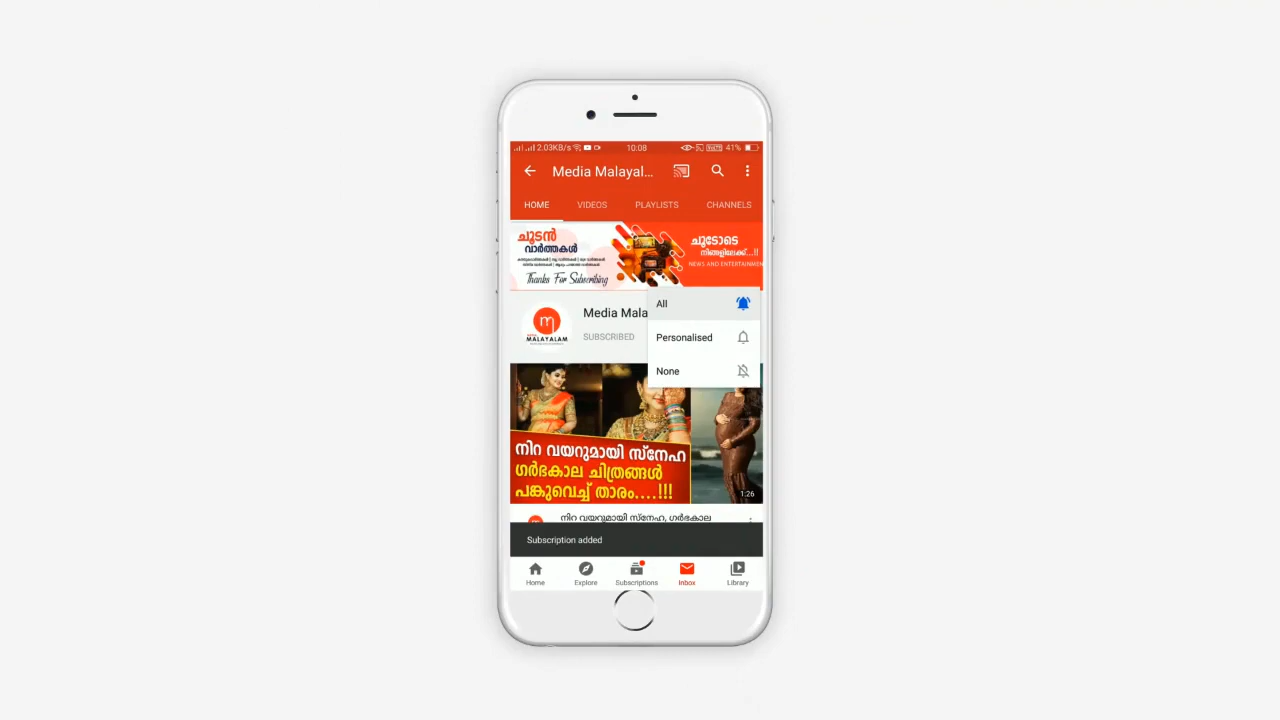 2.03KB/s
10:08
41%
Media Malayal...
HOME
VIDEOS
PLAYLISTS
CHANNELS
ചൂടൻ
വാർത്തകൾ
Thanks For Subscribing
ചൂടോടെ
നിങ്ങളിലേക്ക്...!!
NEWS AND ENTERTAINMEN
Media Mala
SUBSCRIBED
MALAYALAM
All
Personalised
None
നിറ വയറുമായി സ്നേഹ
ഗർഭകാല ചിത്രങ്ങൾ
പങ്കുവെച്ച് താരം....!!!
1:26
നിറ വയറുമായി സ്നേഹ, ഗർഭകാല
Subscription added
Home
Explore
Subscriptions
Inbox
Library